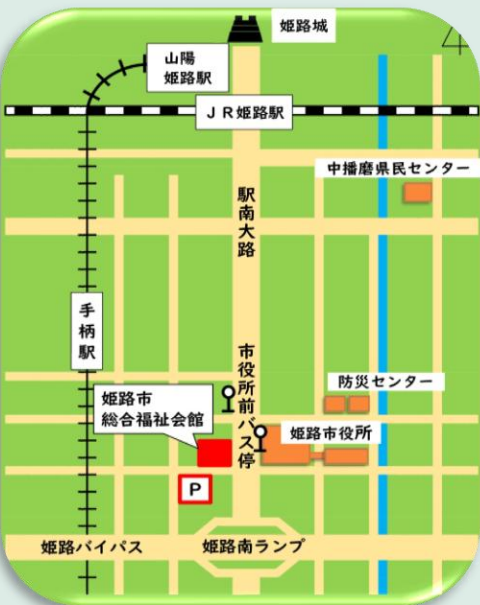 姫路城
山陽
姫路駅
JR姫路駅
中播磨県民センター
駅南大路
手柄駅
市役所前バス停
防災センター
姫路市
総合福祉会館
姫路市役所
P
姫路バイパス
姫路南ランプ